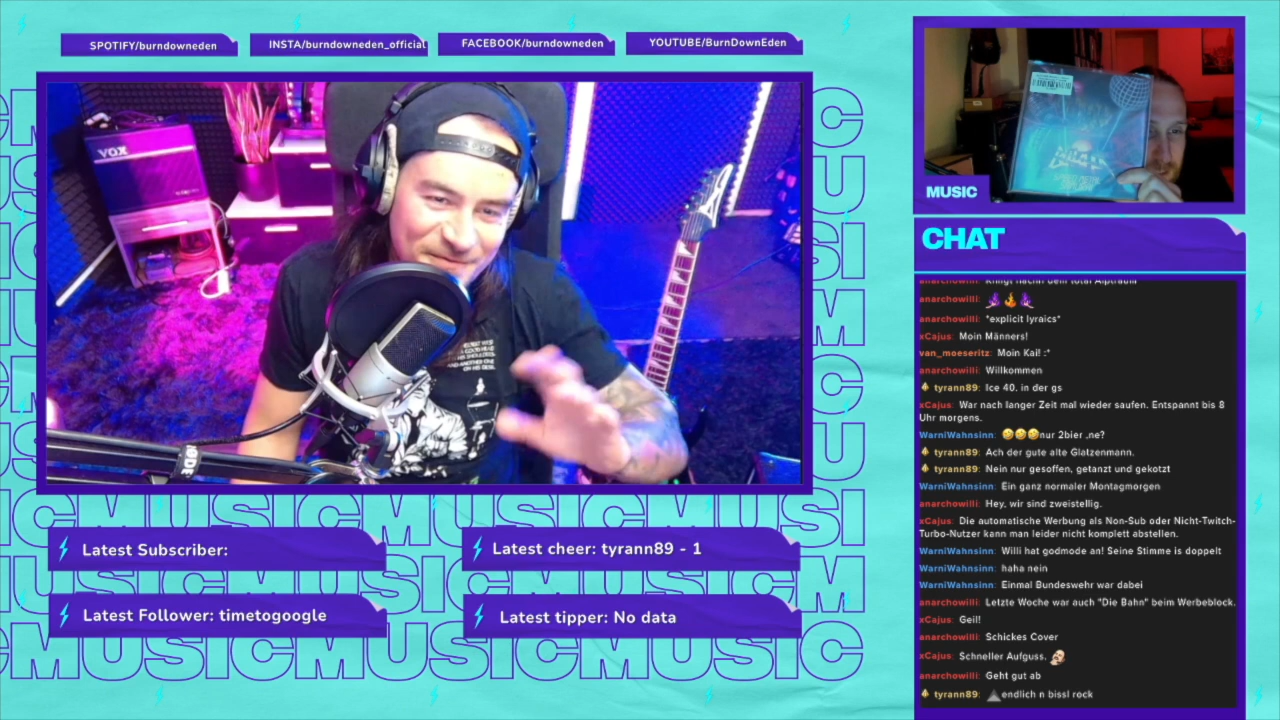 SPOTIFY/burndowneden
INSTA/burndowneden_official
FACEBOOK/burndowneden
YOUTUBE/BurnDownEden
VOX
MUSIC
CHAT
anarchowilli:
anarchowilli:
anarchowilli: *explicit lyraics*
xCajus: Moin Männers!
van_moeseritz: Moin Kai! :*
anarchowilli: Willkommen
tyrann89: Ice 40. in der gs
xCajus: War nach langer Zeit mal wieder saufen. Entspannt bis 8
Uhr morgens.
WarniWahnsinn: nur 2bier ,ne?
tyrann89: Ach der gute alte Glatzenmann.
tyrann89: Nein nur gesoffen, getanzt und gekotzt
WarniWahnsinn: Ein ganz normaler Montagmorgen
anarchowilli: Hey, wir sind zweistellig.
xCajus: Die automatische Werbung als Non-Sub oder Nicht-Twitch-
Turbo-Nutzer kann man leider nicht komplett abstellen.
WarniWahnsinn: Willi hat godmode an! Seine Stimme is doppelt
WarniWahnsinn: haha nein
WarniWahnsinn: Einmal Bundeswehr war dabei
anarchowilli: Letzte Woche war auch "Die Bahn" beim Werbeblock.
xCajus: Geil!
anarchowilli: Schickes Cover
xCajus: Schneller Aufguss.
anarchowilli: Geht gut ab
tyrann89: endlich n bissl rock
Latest Subscriber:
Latest cheer: tyrann89 - 1
Latest Follower: timetogoogle
Latest tipper: No data
MUSIC MUSIC MUSIC